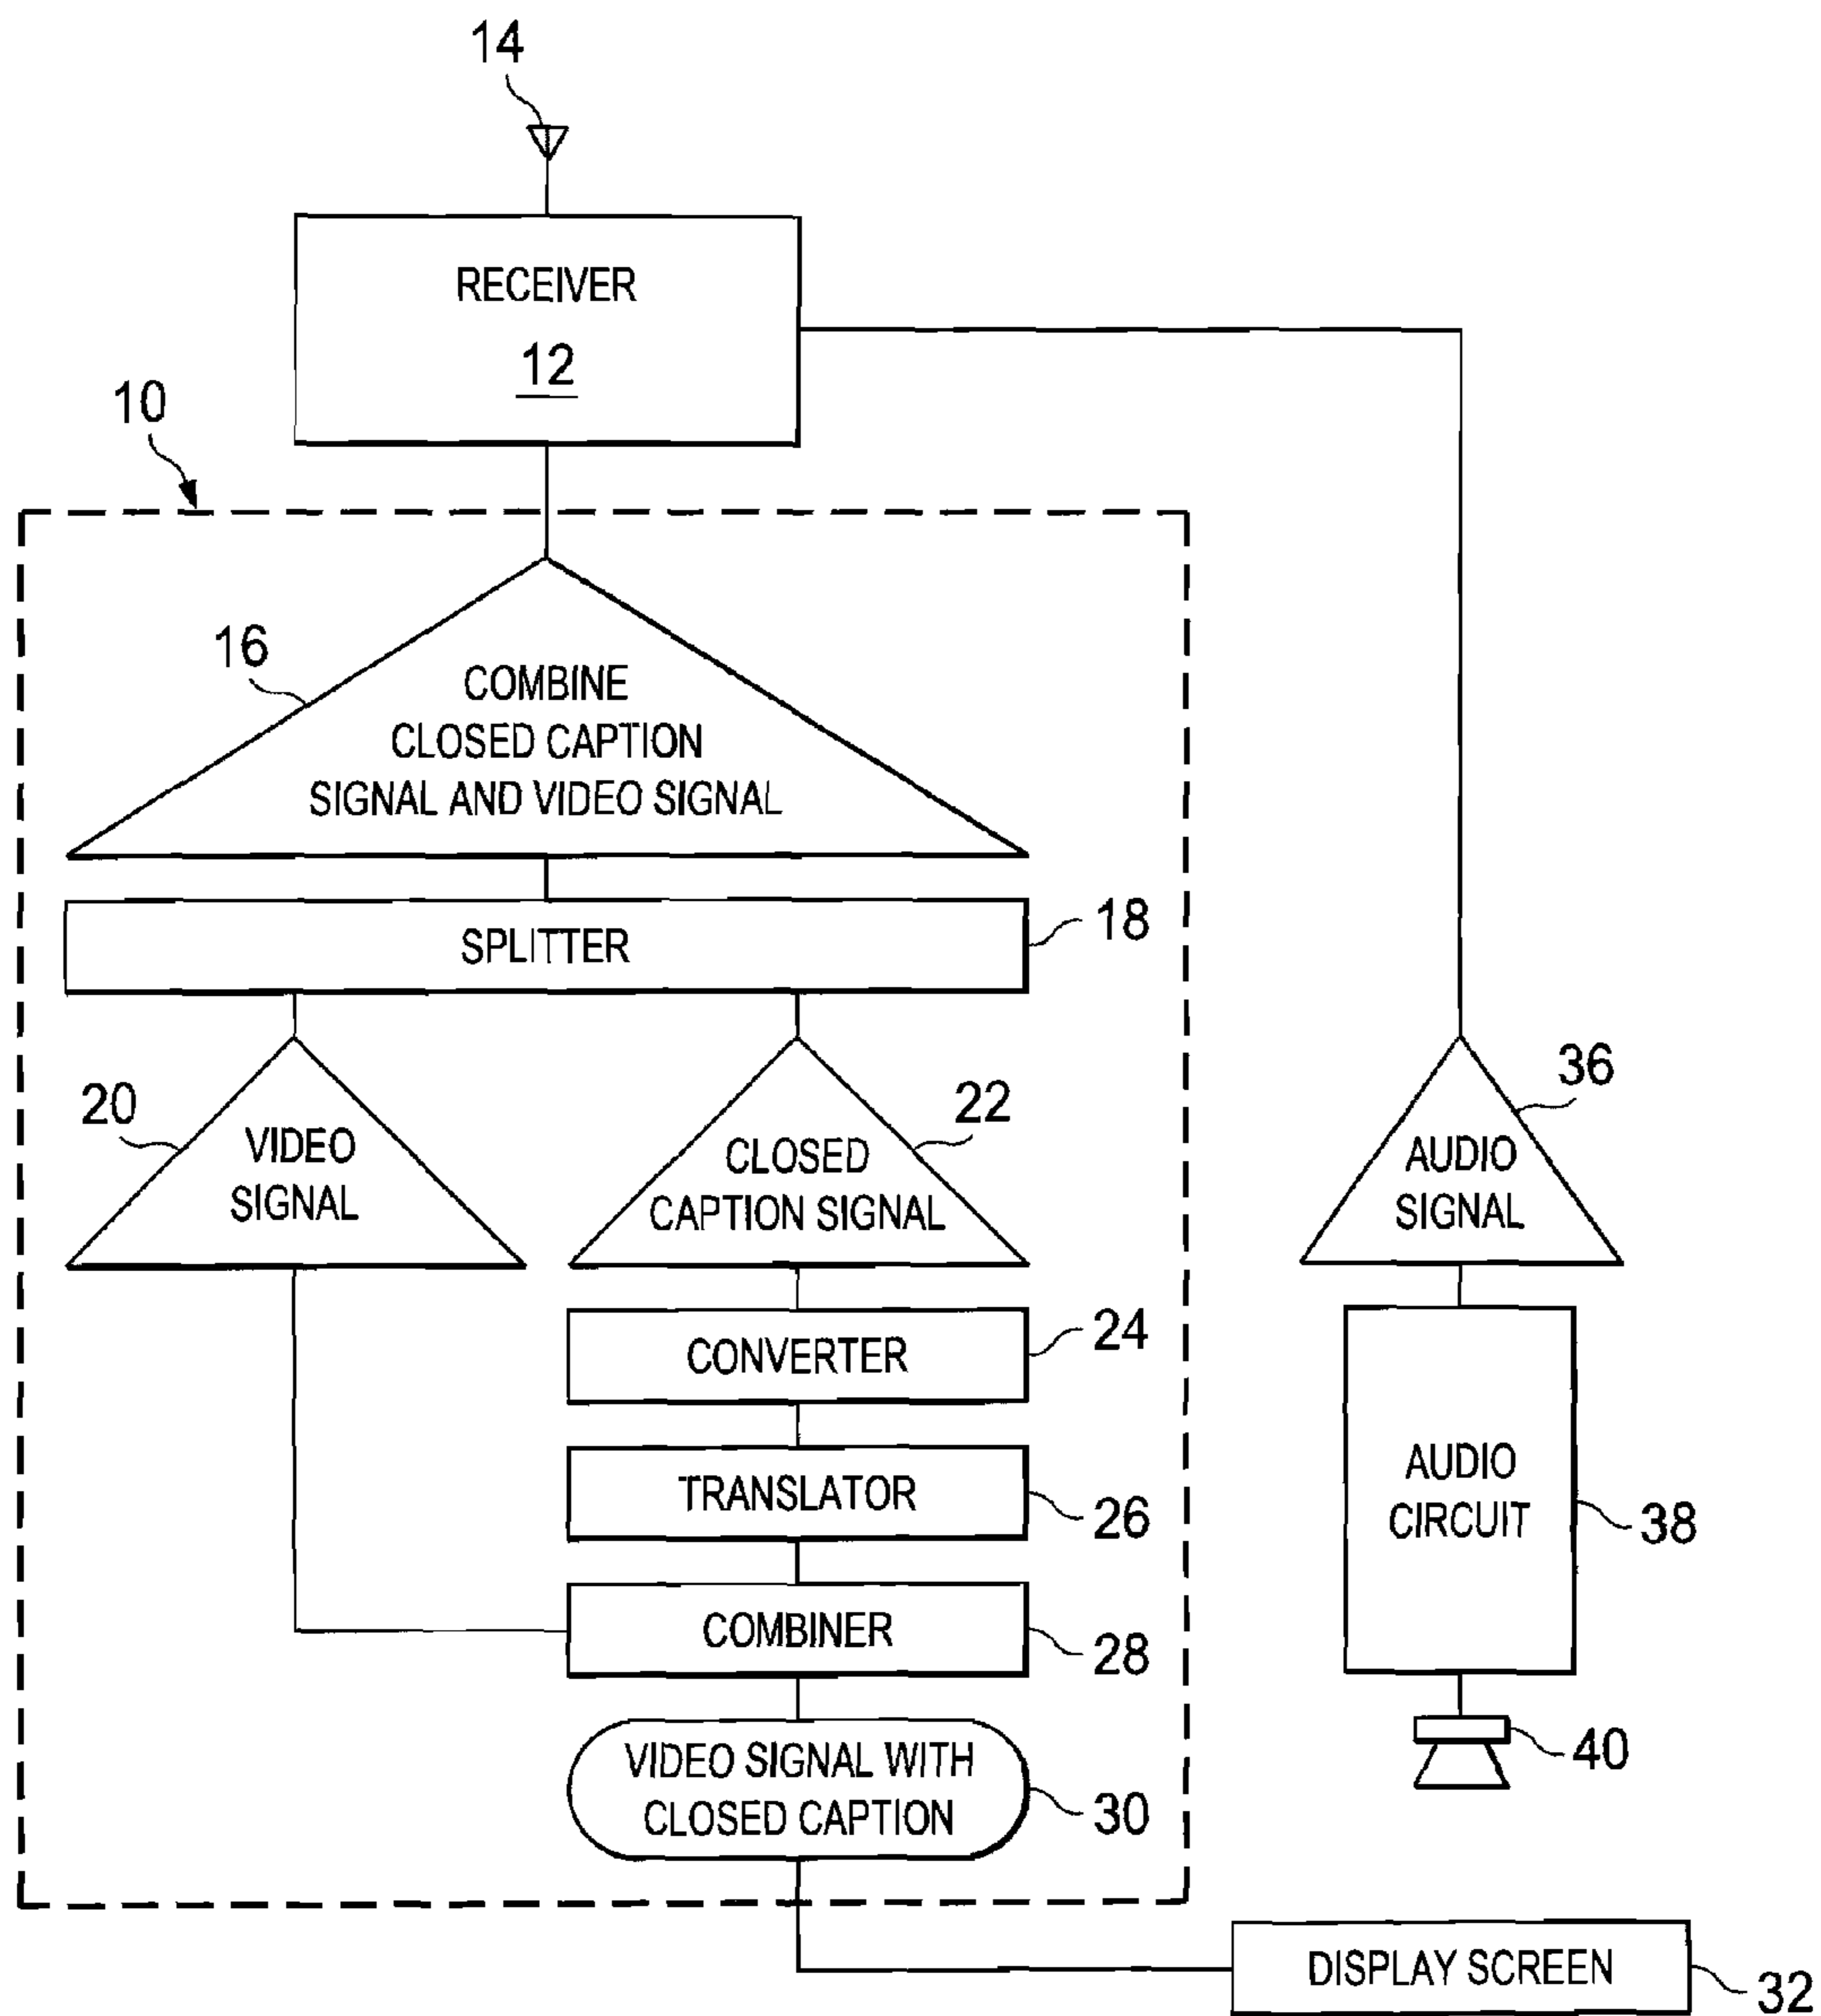 14
RECEIVER
12
10
16
COMBINE
CLOSED CAPTION
SIGNAL AND VIDEO SIGNAL
SPLITTER
18
20
VIDEO
SIGNAL
22
CLOSED
CAPTION SIGNAL
36
AUDIO
SIGNAL
CONVERTER
24
TRANSLATOR
26
AUDIO
CIRCUIT
38
COMBINER
28
VIDEO SIGNAL WITH
CLOSED CAPTION
30
40
DISPLAY SCREEN
32